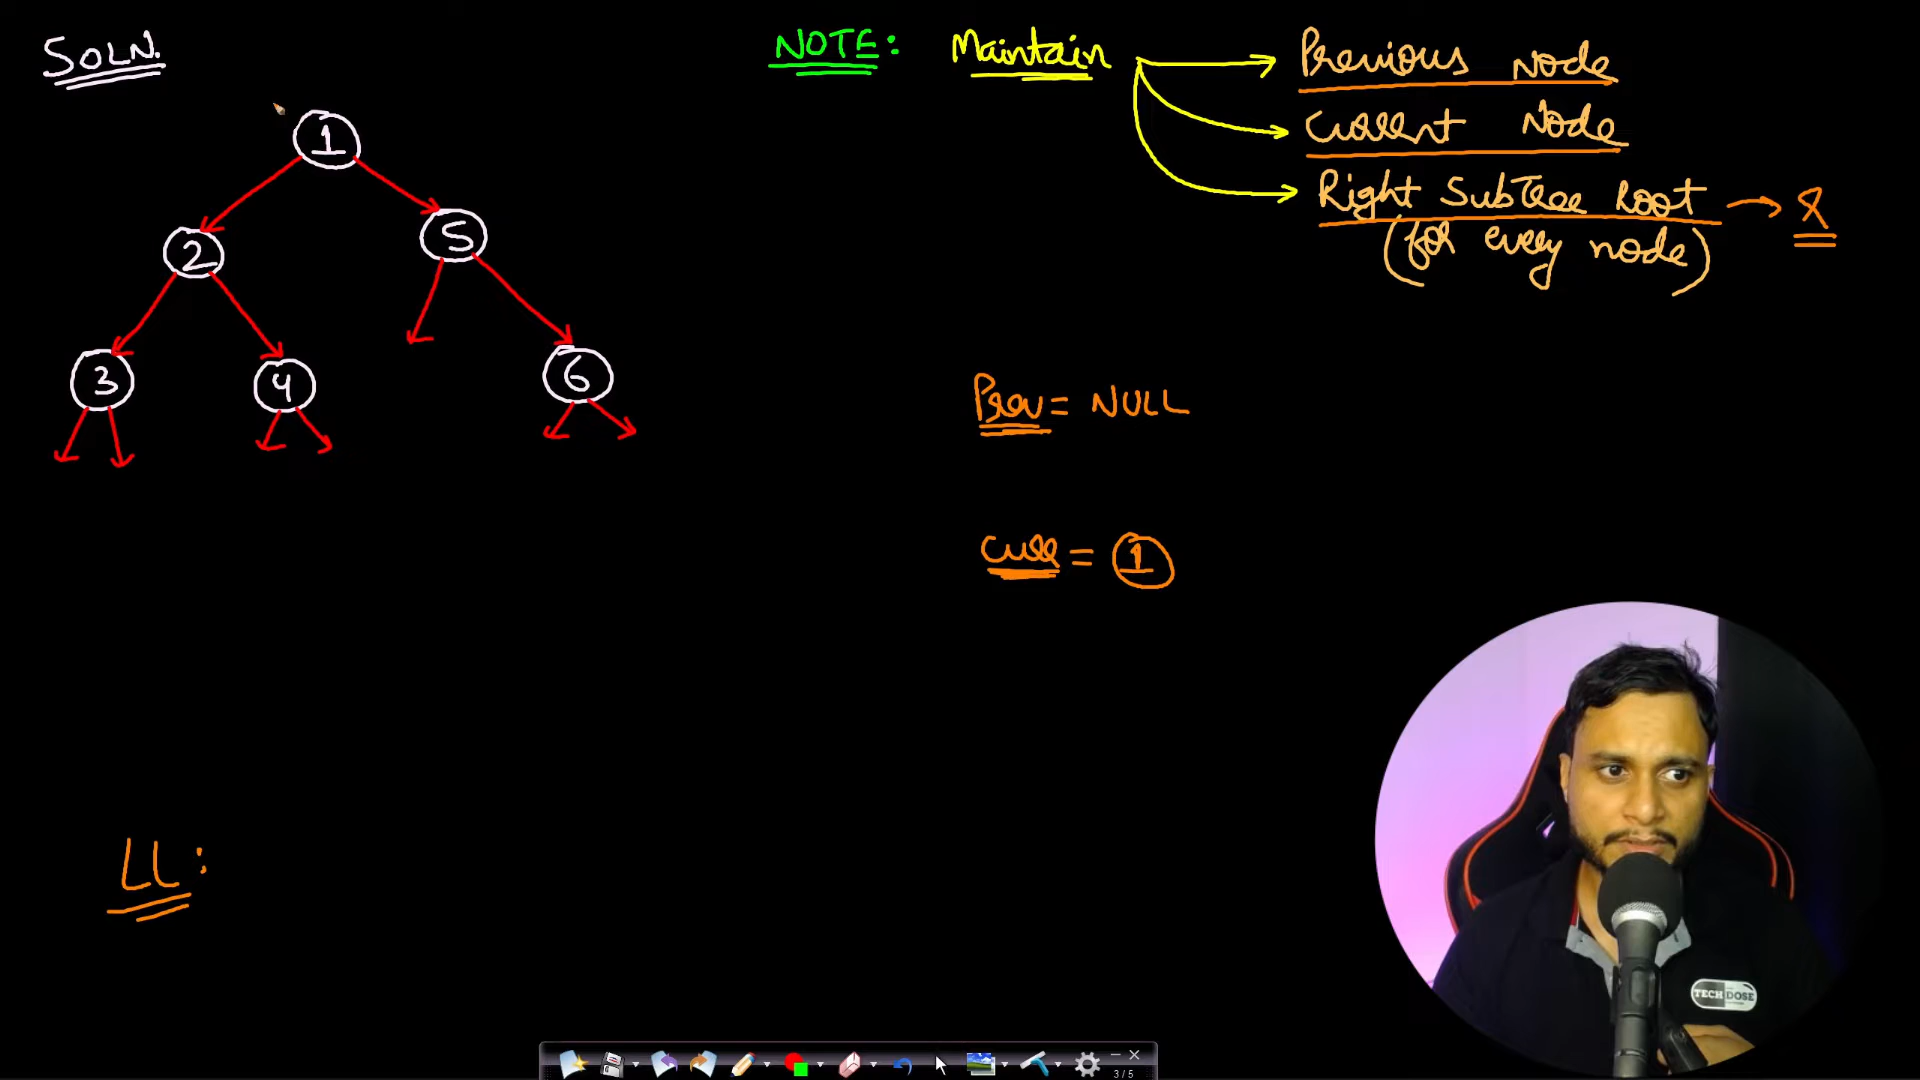 SOLN.
NOTE: Maintain
Previous Node
Current Node
Right SubTree Root → 8
(for every node)
1
2
5
3
4
6
Prev = NULL
Curr = 1
LL:
TECH DOSE
3/5